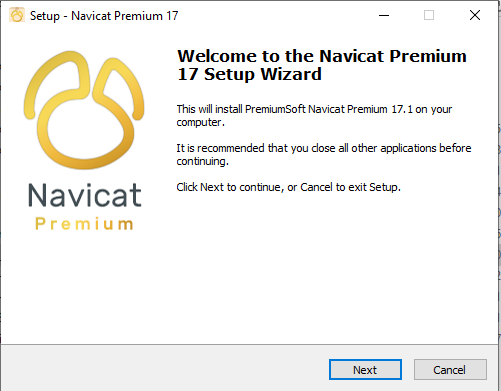 Setup - Navicat Premium 17
Welcome to the Navicat Premium
17 Setup Wizard
This will install PremiumSoft Navicat Premium 17.1 on your
computer.
It is recommended that you close all other applications before
continuing.
Click Next to continue, or Cancel to exit Setup.
Navicat
Premium
Next
Cancel